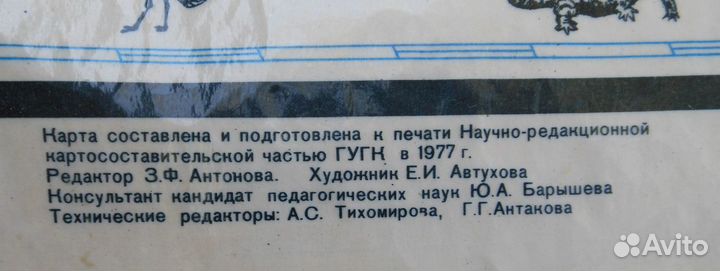 Карта составлена и подготовлена к печати Научно-редакционной
картосоставительской частью ГУГК в 1977 г.
Редактор З.Ф. Антонова. Художник Е.И. Автухова
Консультант кандидат педагогических наук Ю.А. Барышева
Технические редакторы: А.С. Тихомирова, Г.Г.Антакова
Avito